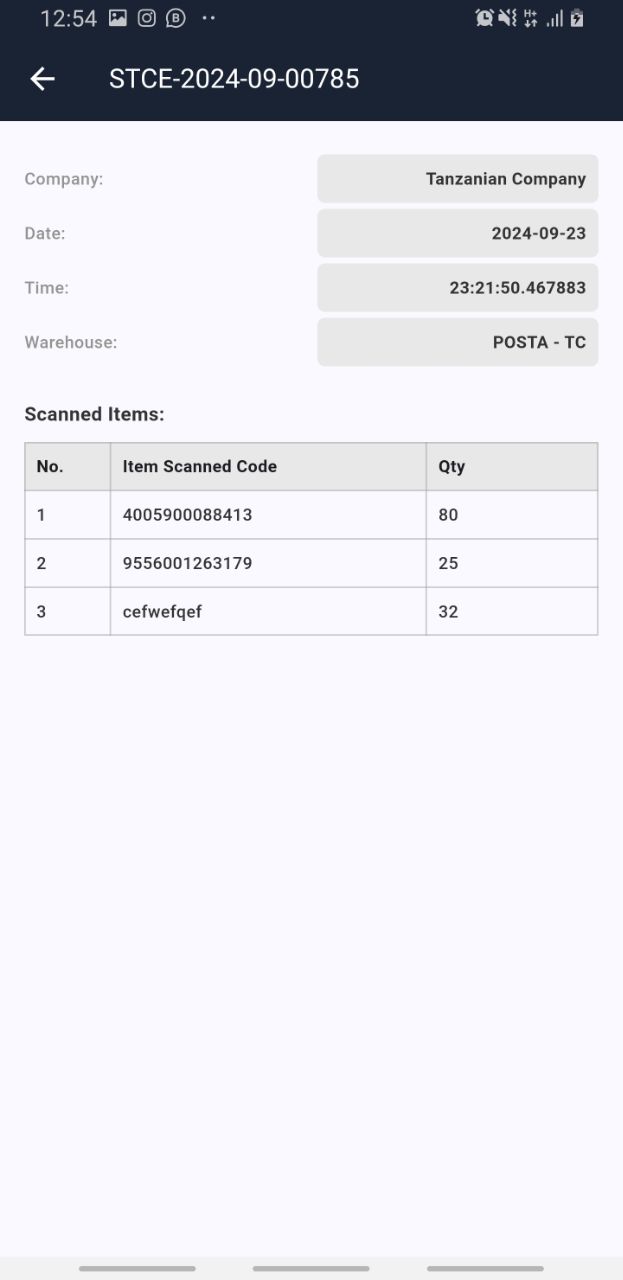 12:54
STCE-2024-09-00785
Company: Tanzanian Company
Date: 2024-09-23
Time: 23:21:50.467883
Warehouse: POSTA - TC
Scanned Items:
No. Item Scanned Code Qty
1 4005900088413 80
2 9556001263179 25
3 cefwefqef 32